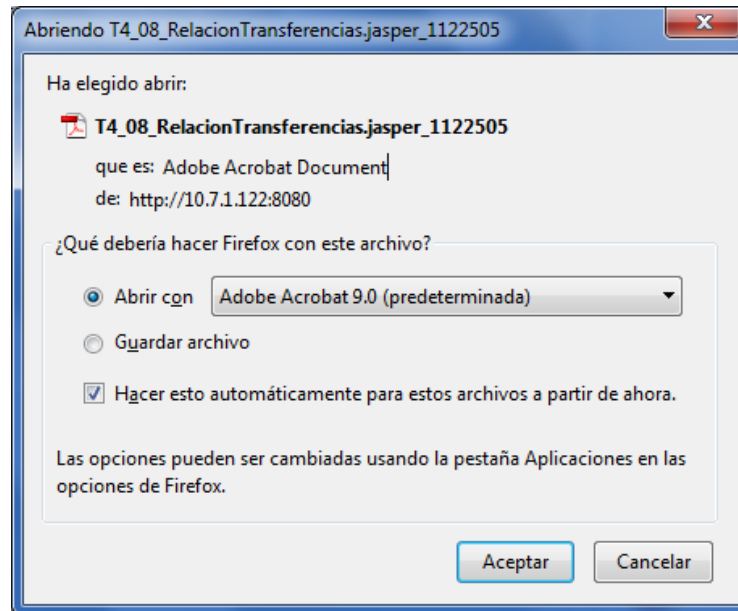 Abriendo T4_08_RelacionTransferencias.jasper_1122505
Ha elegido abrir:
T4_08_RelacionTransferencias.jasper_1122505
que es: Adobe Acrobat Document
de: http://10.7.1.122:8080
¿Qué debería hacer Firefox con este archivo?
Abrir con Adobe Acrobat 9.0 (predeterminada)
Guardar archivo
Hacer esto automáticamente para estos archivos a partir de ahora.
Las opciones pueden ser cambiadas usando la pestaña Aplicaciones en las
opciones de Firefox.
Aceptar Cancelar